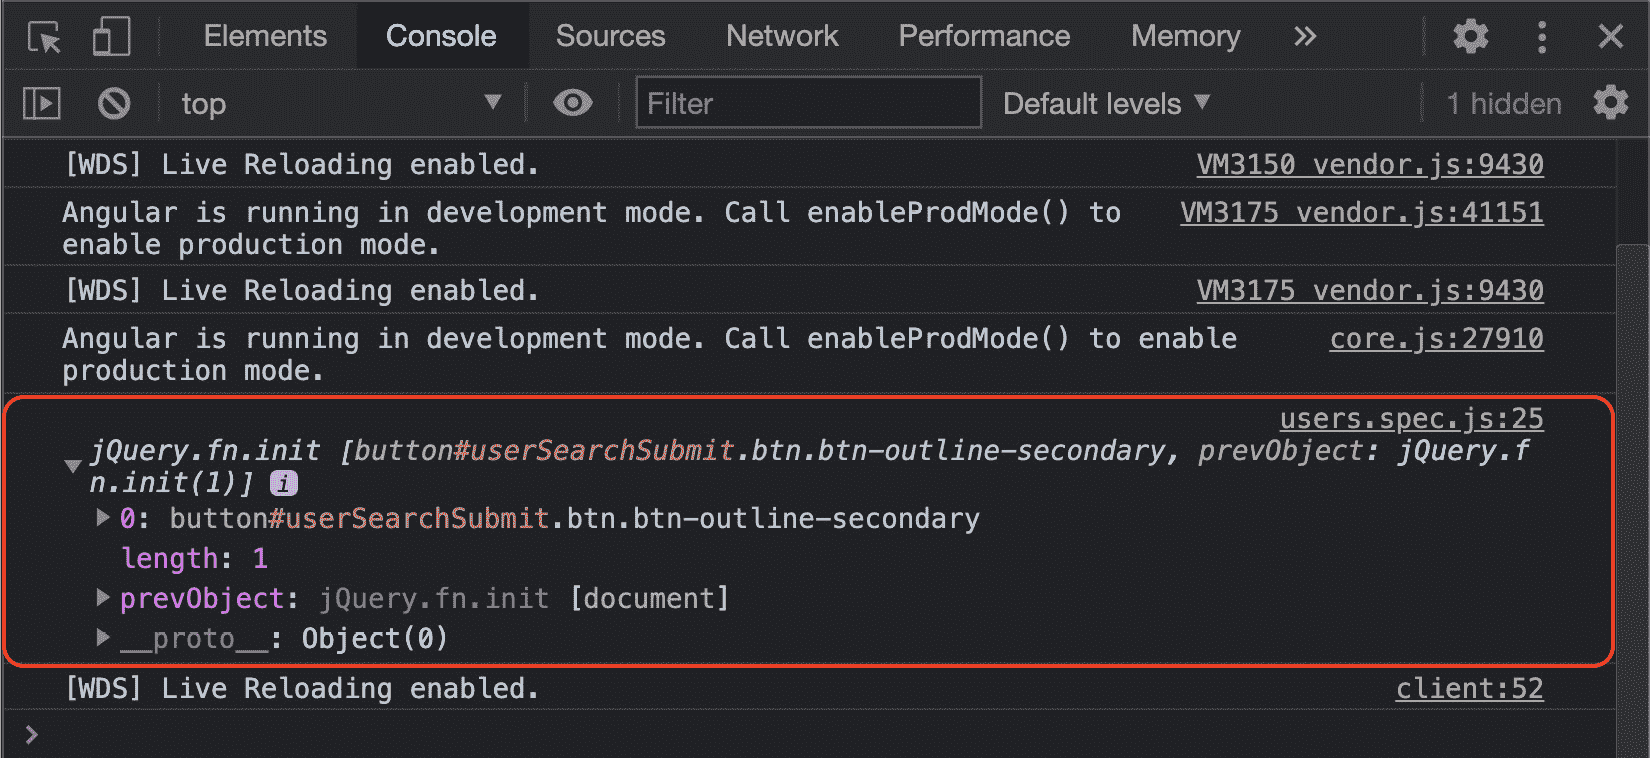 Elements Console Sources Network Performance Memory »
top Filter Default levels 1 hidden
[WDS] Live Reloading enabled. VM3150 vendor.js:9430
Angular is running in development mode. Call enableProdMode() to VM3175 vendor.js:41151
enable production mode.
[WDS] Live Reloading enabled. VM3175 vendor.js:9430
Angular is running in development mode. Call enableProdMode() to enable core.js:27910
production mode.
users.spec.js:25
jQuery.fn.init [button#userSearchSubmit.btn.btn-outline-secondary, prevObject: jQuery.f
n.init(1)] i
0: button#userSearchSubmit.btn.btn-outline-secondary
length: 1
prevObject: jQuery.fn.init [document]
__proto__: Object(0)
[WDS] Live Reloading enabled. client:52
>